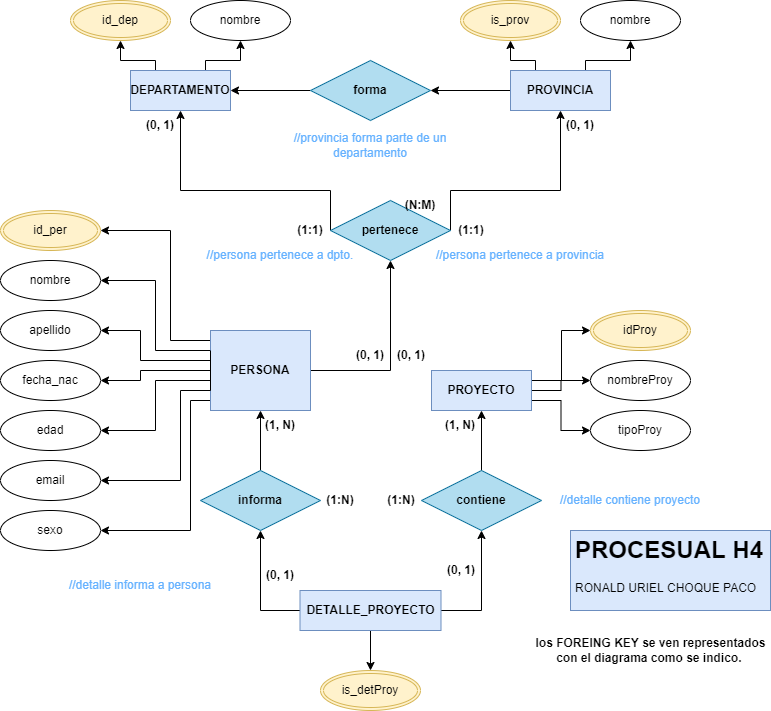 id_dep
nombre
is_prov
nombre
DEPARTAMENTO
forma
PROVINCIA
(0, 1)
(0, 1)
//provincia forma parte de un
departamento
(N:M)
(1:1)
pertenece
(1:1)
id_per
//persona pertenece a dpto.
//persona pertenece a provincia
nombre
apellido
idProy
(0, 1)
(0, 1)
PERSONA
fecha_nac
PROYECTO
nombreProy
edad
(1, N)
(1, N)
tipoProy
email
informa
(1:N)
(1:N)
contiene
//detalle contiene proyecto
sexo
PROCESUAL H4
(0, 1)
(0, 1)
//detalle informa a persona
RONALD URIEL CHOQUE PACO
DETALLE_PROYECTO
los FOREING KEY se ven representados
con el diagrama como se indico.
is_detProy